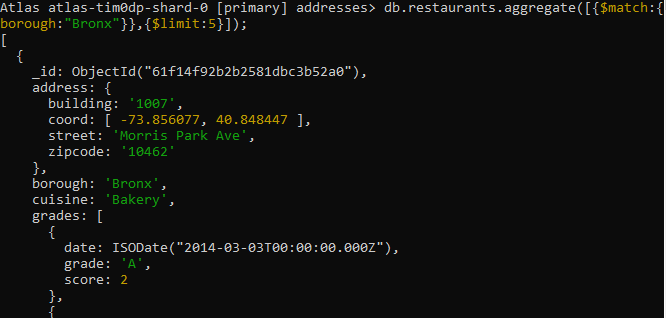 Atlas atlas-tim0dp-shard-0 [primary] addresses> db.restaurants.aggregate([{$match:{
borough:"Bronx"}},{$limit:5}]);
[
  {
    _id: ObjectId("61f14f92b2b2581dbc3b52a0"),
    address: {
      building: '1007',
      coord: [ -73.856077, 40.848447 ],
      street: 'Morris Park Ave',
      zipcode: '10462'
    },
    borough: 'Bronx',
    cuisine: 'Bakery',
    grades: [
      {
        date: ISODate("2014-03-03T00:00:00.000Z"),
        grade: 'A',
        score: 2
      },
      {